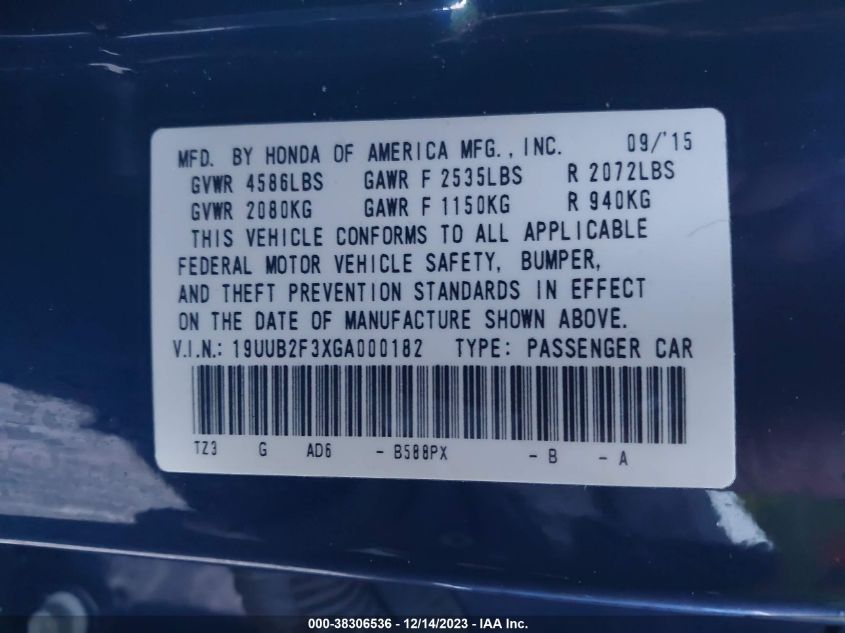 MFD. BY HONDA OF AMERICA MFG., INC. 09/'15
GVWR 4586LBS GAWR F 2535LBS R 2072LBS
GVWR 2080KG GAWR F 1150KG R 940KG
THIS VEHICLE CONFORMS TO ALL APPLICABLE
FEDERAL MOTOR VEHICLE SAFETY, BUMPER,
AND THEFT PREVENTION STANDARDS IN EFFECT
ON THE DATE OF MANUFACTURE SHOWN ABOVE.
V.I.N.: 19UUB2F3XGA000182 TYPE: PASSENGER CAR
TZ3 G AD6 - B588PX - B - A
000-38306536 - 12/14/2023 - IAA Inc.